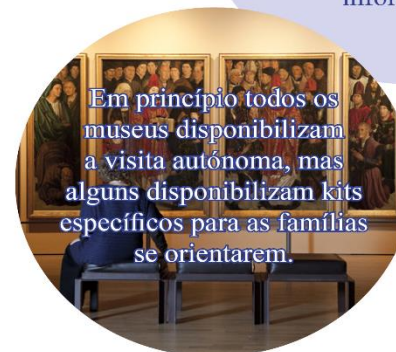 Em princípio todos os
museus disponibilizam
a visita autónoma, mas
alguns disponibilizam kits
específicos para as famílias
se orientarem.